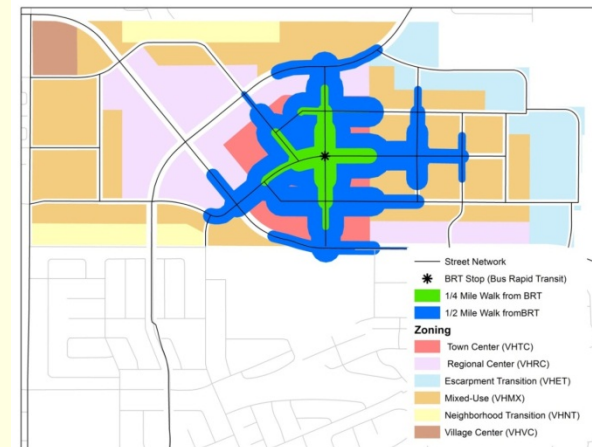 Street Network
BRT Stop (Bus Rapid Transit)
1/4 Mile Walk from BRT
1/2 Mile Walk fromBRT
Zoning
Town Center (VHTC)
Regional Center (VHRC)
Escarpment Transition (VHET)
Mixed-Use (VHMX)
Neighborhood Transition (VHNT)
Village Center (VHVC)